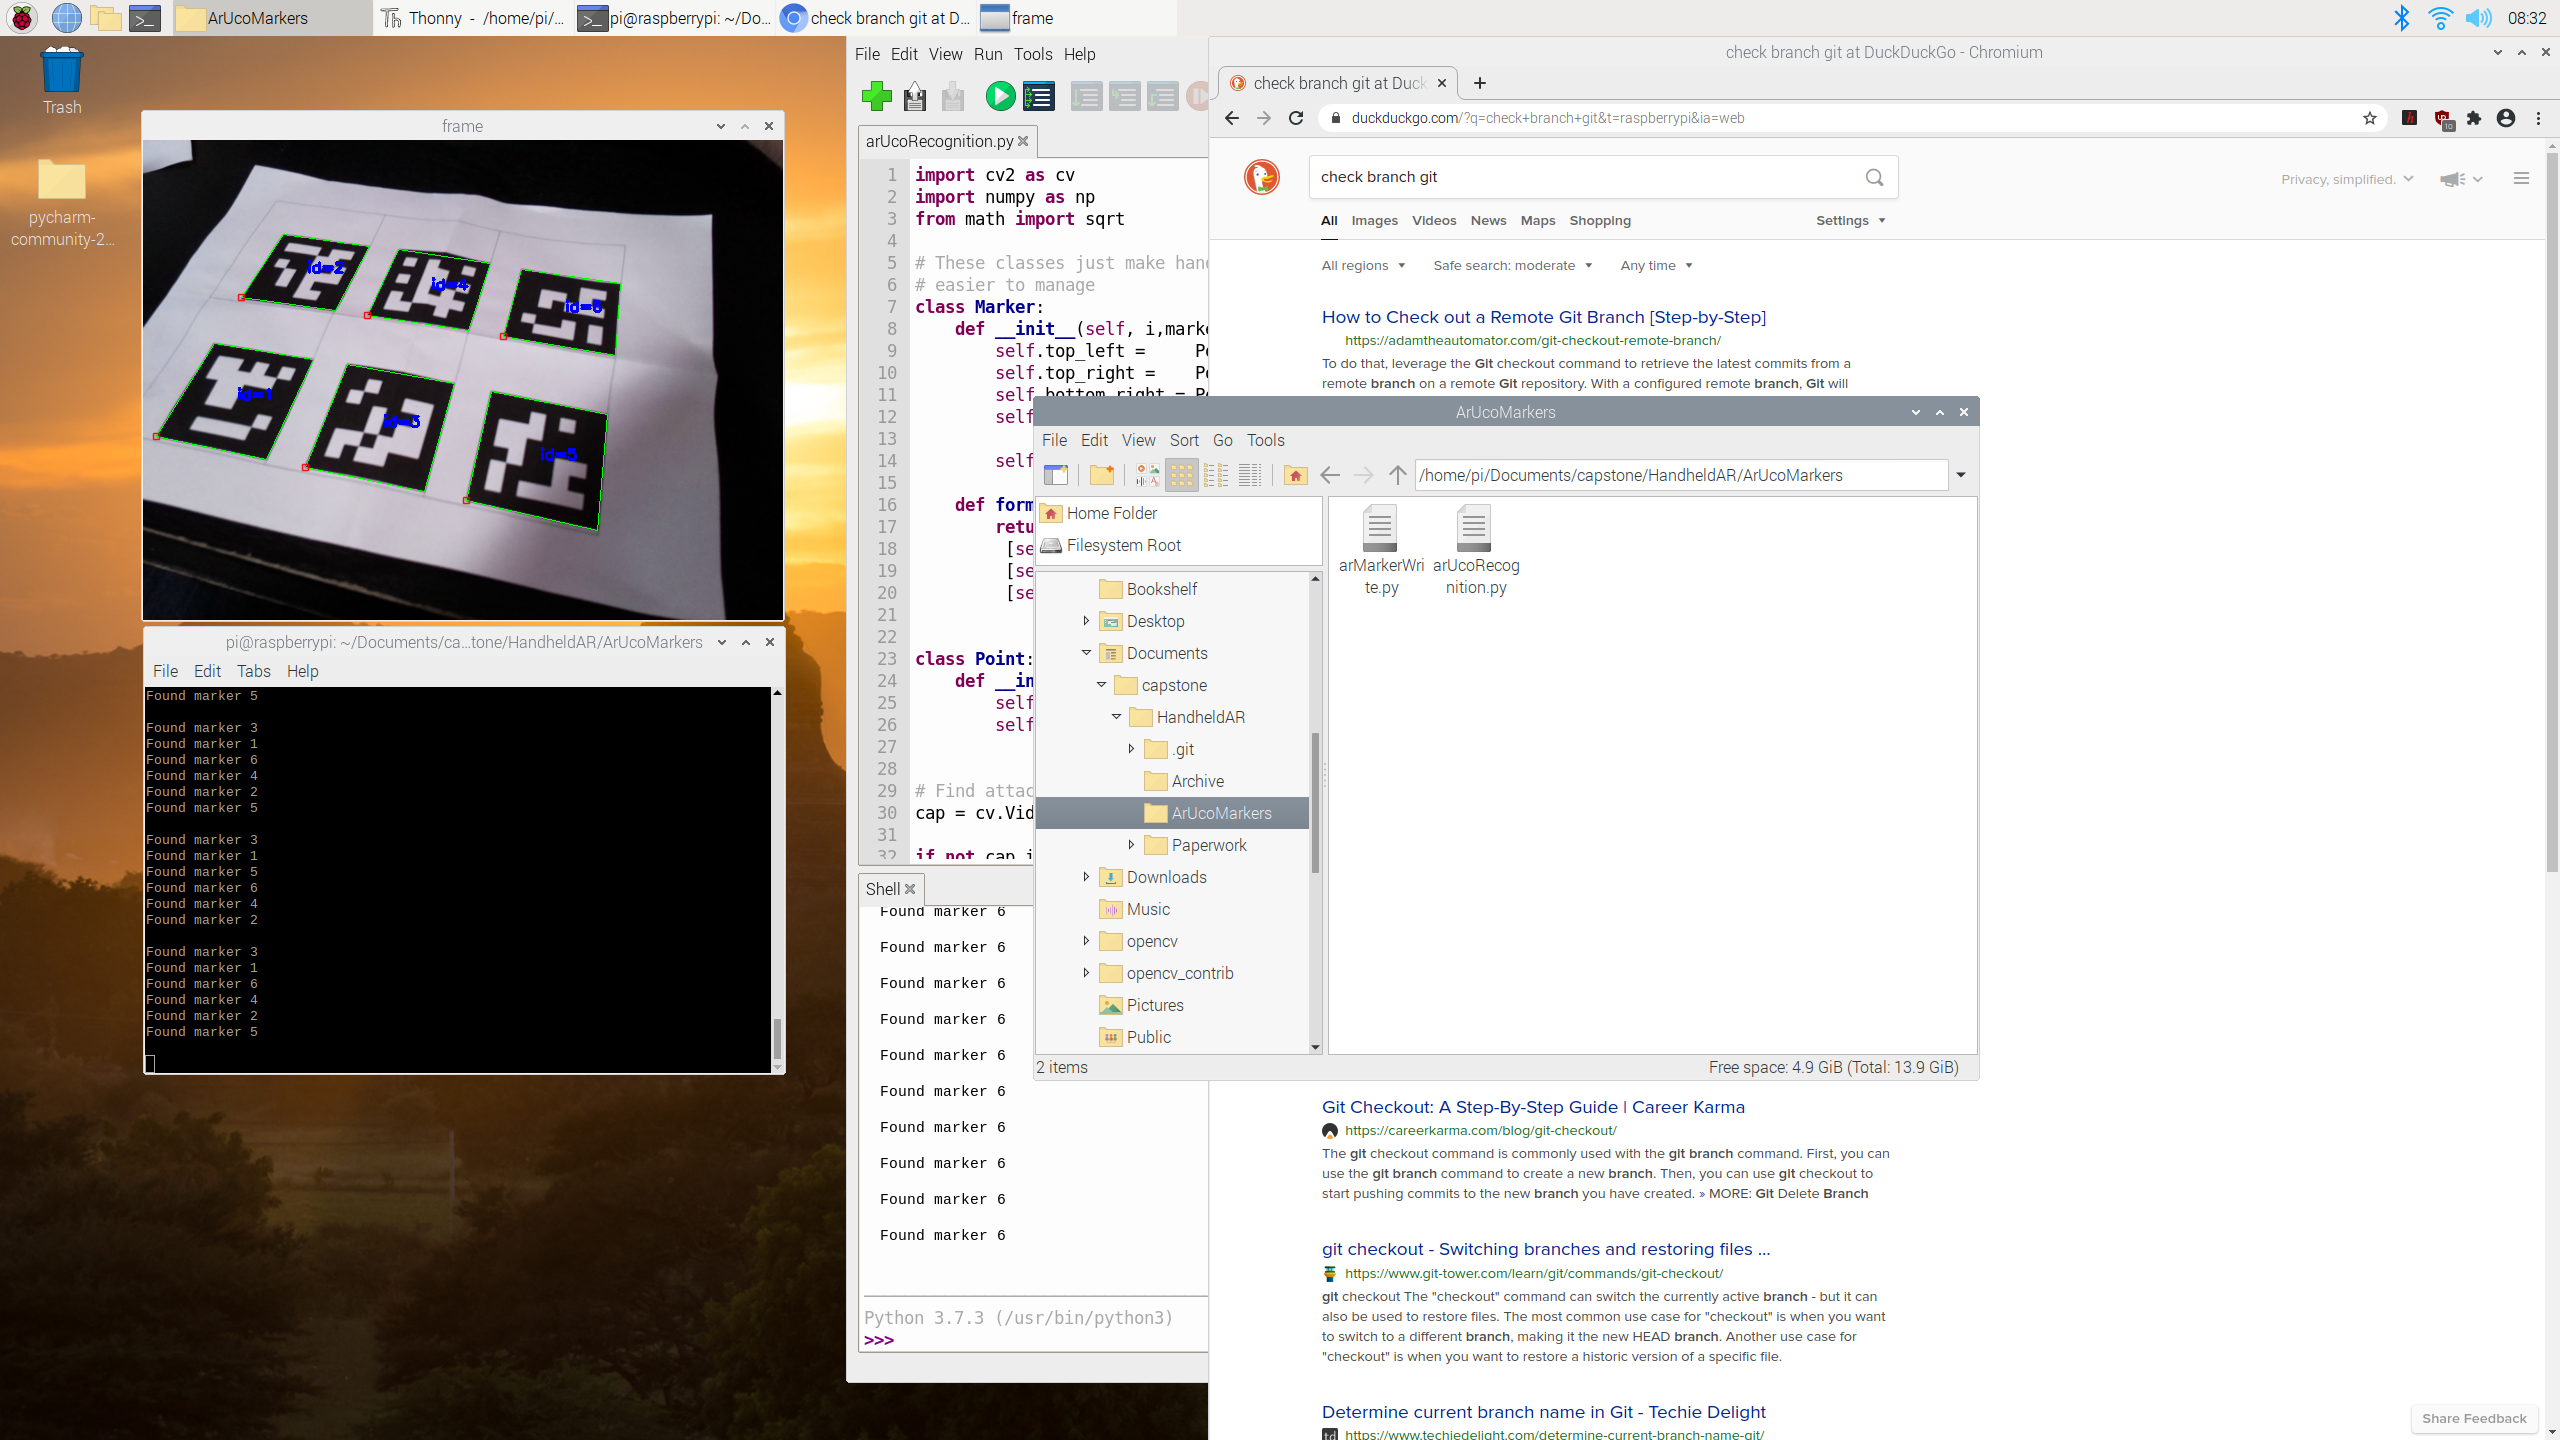 ArUcoMarkers
Thonny - /home/pi/...
pi@raspberrypi: ~/Do...
check branch git at D...
frame
08:32
Trash
pycharm-
community-2...
frame
id=2
id=4
id=6
id=1
id=3
id=5
pi@raspberrypi: ~/Documents/ca...tone/HandheldAR/ArUcoMarkers
File Edit Tabs Help
Found marker 5
Found marker 3
Found marker 1
Found marker 6
Found marker 4
Found marker 2
Found marker 5
Found marker 3
Found marker 1
Found marker 5
Found marker 6
Found marker 4
Found marker 2
Found marker 3
Found marker 1
Found marker 6
Found marker 4
Found marker 2
Found marker 5
File Edit View Run Tools Help
arUcoRecognition.py
1 import cv2 as cv
2 import numpy as np
3 from math import sqrt
4
5 # These classes just make hand
6 # easier to manage
7 class Marker:
8 def __init__(self, i,marke
9 self.top_left = Po
10 self.top_right = Po
11 self.bottom_right = Po
12 self
13
14 self
15
16 def form
17 retu
18 [se
19 [se
20 [se
21
22
23 class Point:
24 def __in
25 self
26 self
27
28
29 # Find attac
30 cap = cv.Vid
31
32 if not cap.i
Shell
Found marker 6
Found marker 6
Found marker 6
Found marker 6
Found marker 6
Found marker 6
Found marker 6
Found marker 6
Found marker 6
Found marker 6
Python 3.7.3 (/usr/bin/python3)
>>>
check branch git at DuckDuckGo - Chromium
check branch git at Duck
duckduckgo.com/?q=check+branch+git&t=raspberrypi&ia=web
10
check branch git
Privacy, simplified.
All Images Videos News Maps Shopping Settings
All regions Safe search: moderate Any time
How to Check out a Remote Git Branch [Step-by-Step]
https://adamtheautomator.com/git-checkout-remote-branch/
To do that, leverage the Git checkout command to retrieve the latest commits from a
remote branch on a remote Git repository. With a configured remote branch, Git will
ArUcoMarkers
File Edit View Sort Go Tools
/home/pi/Documents/capstone/HandheldAR/ArUcoMarkers
Home Folder
Filesystem Root
Bookshelf
Desktop
Documents
capstone
HandheldAR
.git
Archive
ArUcoMarkers
Paperwork
Downloads
Music
opencv
opencv_contrib
Pictures
Public
arMarkerWri
te.py
arUcoRecog
nition.py
2 items
Free space: 4.9 GiB (Total: 13.9 GiB)
Git Checkout: A Step-By-Step Guide | Career Karma
https://careerkarma.com/blog/git-checkout/
The git checkout command is commonly used with the git branch command. First, you can
use the git branch command to create a new branch. Then, you can use git checkout to
start pushing commits to the new branch you have created. » MORE: Git Delete Branch
git checkout - Switching branches and restoring files ...
https://www.git-tower.com/learn/git/commands/git-checkout/
git checkout The "checkout" command can switch the currently active branch - but it can
also be used to restore files. The most common use case for "checkout" is when you want
to switch to a different branch, making it the new HEAD branch. Another use case for
"checkout" is when you want to restore a historic version of a specific file.
Determine current branch name in Git - Techie Delight
td
https://www.techiedelight.com/determine-current-branch-name-git/
Share Feedback